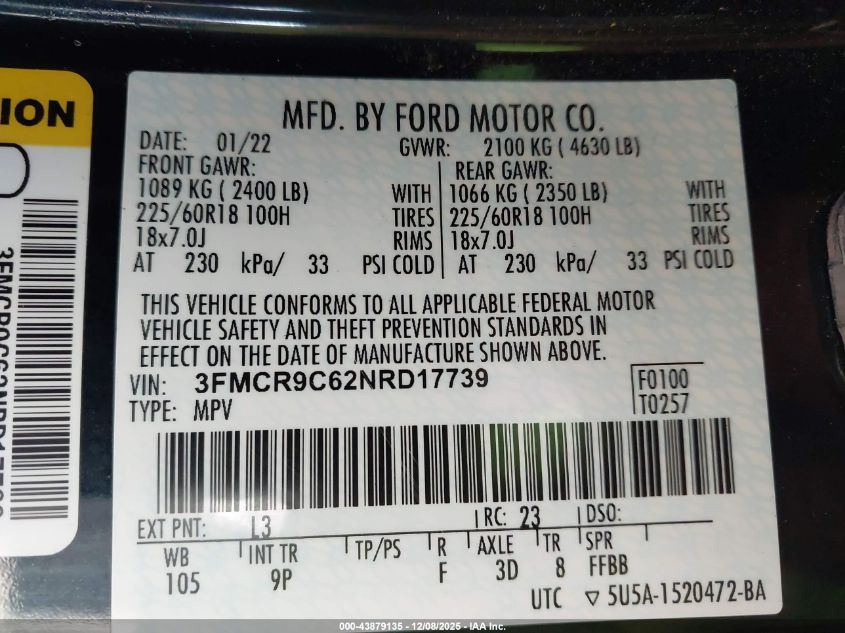 ION
MFD. BY FORD MOTOR CO.
DATE: 01/22 GVWR: 2100 KG ( 4630 LB)
FRONT GAWR: REAR GAWR:
1089 KG ( 2400 LB) WITH 1066 KG ( 2350 LB) WITH
225/60R18 100H TIRES 225/60R18 100H TIRES
18x7.0J RIMS 18x7.0J RIMS
AT 230 kPa/ 33 PSI COLD AT 230 kPa/ 33 PSI COLD
THIS VEHICLE CONFORMS TO ALL APPLICABLE FEDERAL MOTOR
VEHICLE SAFETY AND THEFT PREVENTION STANDARDS IN
EFFECT ON THE DATE OF MANUFACTURE SHOWN ABOVE.
VIN: 3FMCR9C62NRD17739 F0100
TYPE: MPV T0257
EXT PNT: L3 RC: 23 DSO:
WB INT TR TP/PS R AXLE TR SPR
105 9P F 3D 8 FFBB
UTC ▽ 5U5A-1520472-BA
3FMCR9C62NRD17739
000-43879135 - 12/08/2025 - IAA Inc.